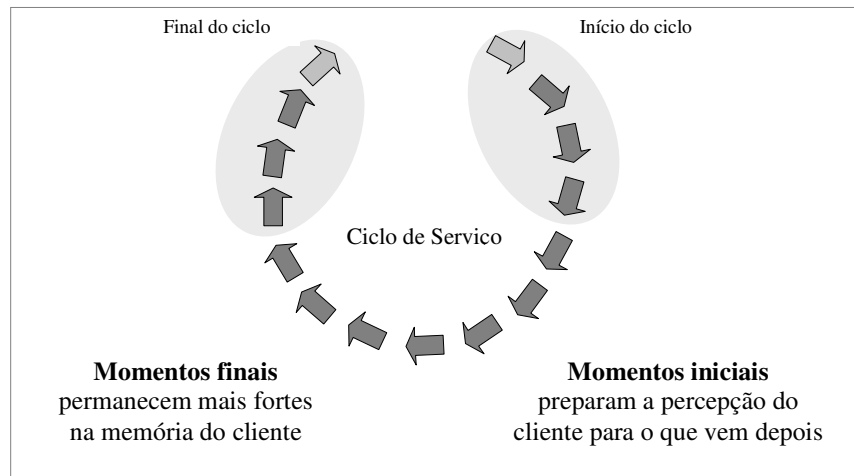 Final do ciclo
Início do ciclo
Ciclo de Servico
Momentos finais
permanecem mais fortes
na memória do cliente
Momentos iniciais
preparam a percepção do
cliente para o que vem depois